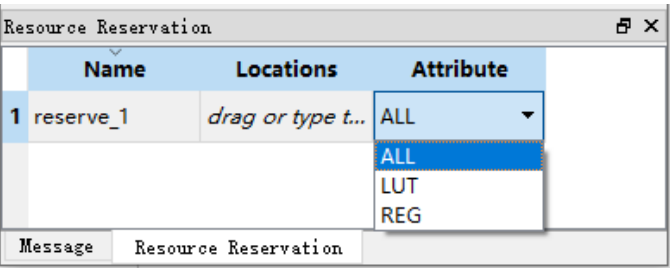 Resource Reservation
Name Locations Attribute
1 reserve_1 drag or type t... ALL
ALL
LUT
REG
Message Resource Reservation